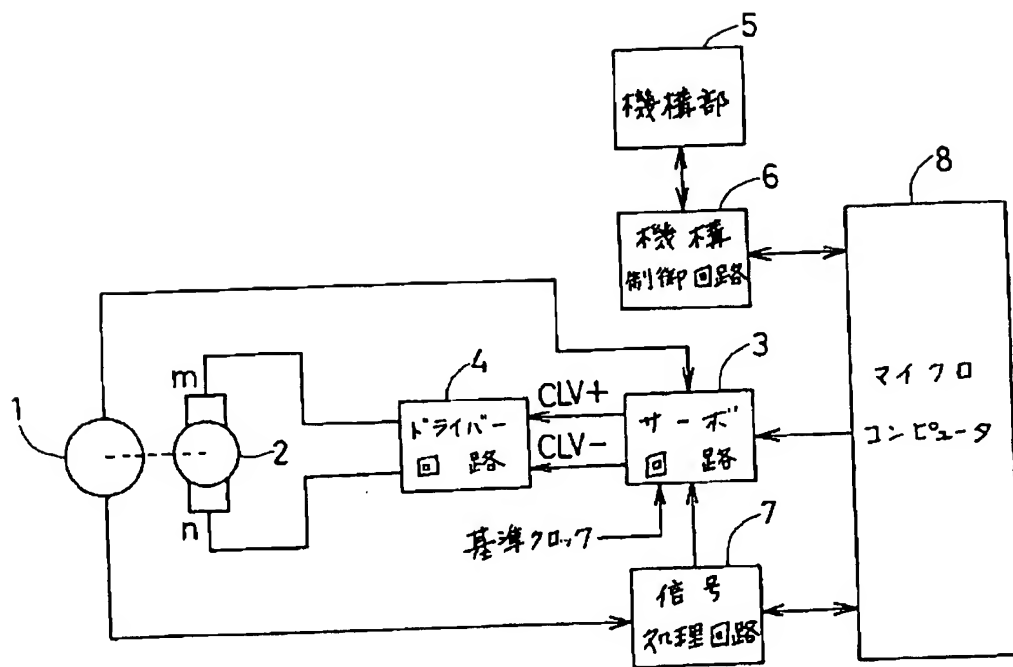 5
機構部
6
機構
制御回路
8
マイクロ
コンピュータ
3
サーボ
回路
4
ドライバー
回路
CLV+
CLV-
m
1
2
n
基準クロック
7
信号
処理回路